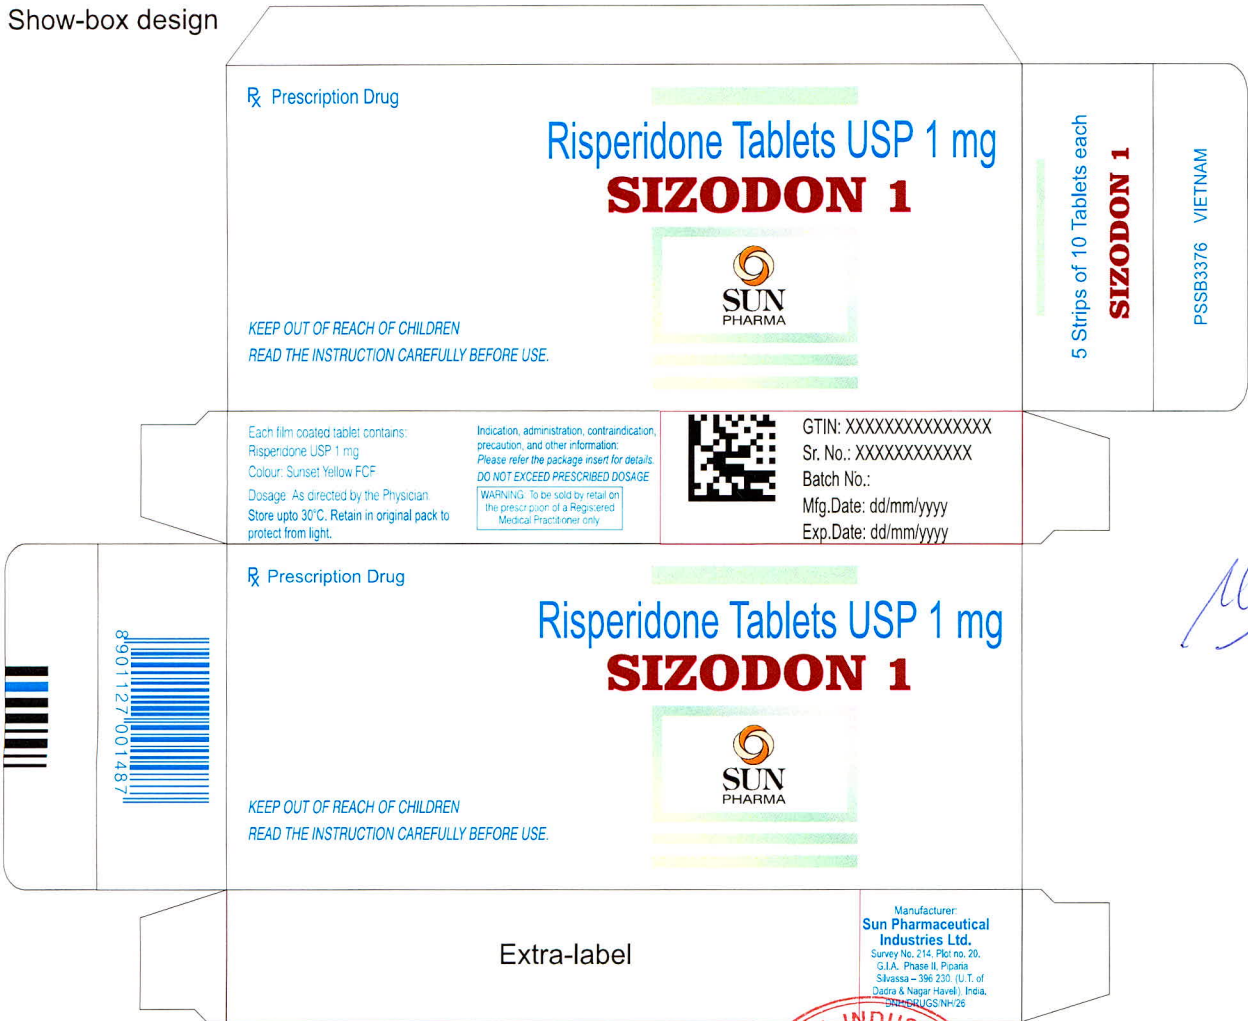 Show-box design
℞ Prescription Drug
Risperidone Tablets USP 1 mg
SIZODON 1
SUN
PHARMA
KEEP OUT OF REACH OF CHILDREN
READ THE INSTRUCTION CAREFULLY BEFORE USE.
5 Strips of 10 Tablets each
SIZODON 1
PSSB3376 VIETNAM
Each film coated tablet contains:
Risperidone USP 1 mg
Colour: Sunset Yellow FCF
Dosage: As directed by the Physician
Store upto 30°C. Retain in original pack to
protect from light.
Indication, administration, contraindication,
precaution, and other information:
Please refer the package insert for details.
DO NOT EXCEED PRESCRIBED DOSAGE
WARNING: To be sold by retail on
the prescription of a Registered
Medical Practitioner only
GTIN: XXXXXXXXXXXXXXX
Sr. No.: XXXXXXXXXXXX
Batch No.:
Mfg.Date: dd/mm/yyyy
Exp.Date: dd/mm/yyyy
℞ Prescription Drug
Risperidone Tablets USP 1 mg
SIZODON 1
SUN
PHARMA
KEEP OUT OF REACH OF CHILDREN
READ THE INSTRUCTION CAREFULLY BEFORE USE.
8901127001487
Extra-label
Manufacturer:
Sun Pharmaceutical
Industries Ltd.
Survey No. 214, Plot no. 20,
G.I.A. Phase II, Piparia
Silvassa – 396 230, (U.T. of
Dadra & Nagar Haveli), India.
DNH/DRUGS/NH/26
INDUS